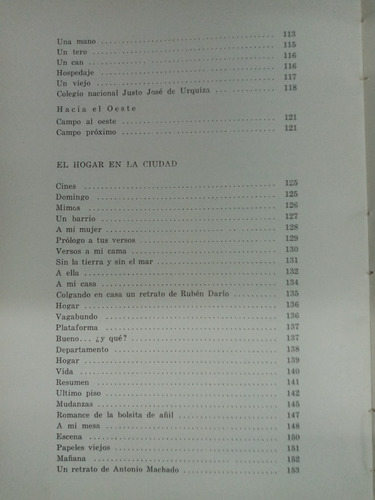 Una mano 113
Un tero 115
Un can 116
Hospedaje 116
Un viejo 117
Colegio nacional Justo José de Urquiza 118
Hacia el Oeste
Campo al oeste 121
Campo próximo 121
EL HOGAR EN LA CIUDAD
Cines 125
Domingo 125
Mimos 126
Un barrio 127
A mi mujer 128
Prólogo a tus versos 129
Versos a mi cama 130
Sin la tierra y sin el mar 131
A ella 132
A mi casa 134
Colgando en casa un retrato de Rubén Darío 135
Hogar 136
Vagabundo 136
Plataforma 137
Bueno... ¿y qué? 137
Departamento 138
Hogar 139
Vida 140
Resumen 141
Ultimo piso 142
Mudanzas 145
Romance de la bolsita de añil 147
A mi mesa 148
Escena 150
Papeles viejos 151
Mañana 152
Un retrato de Antonio Machado 153